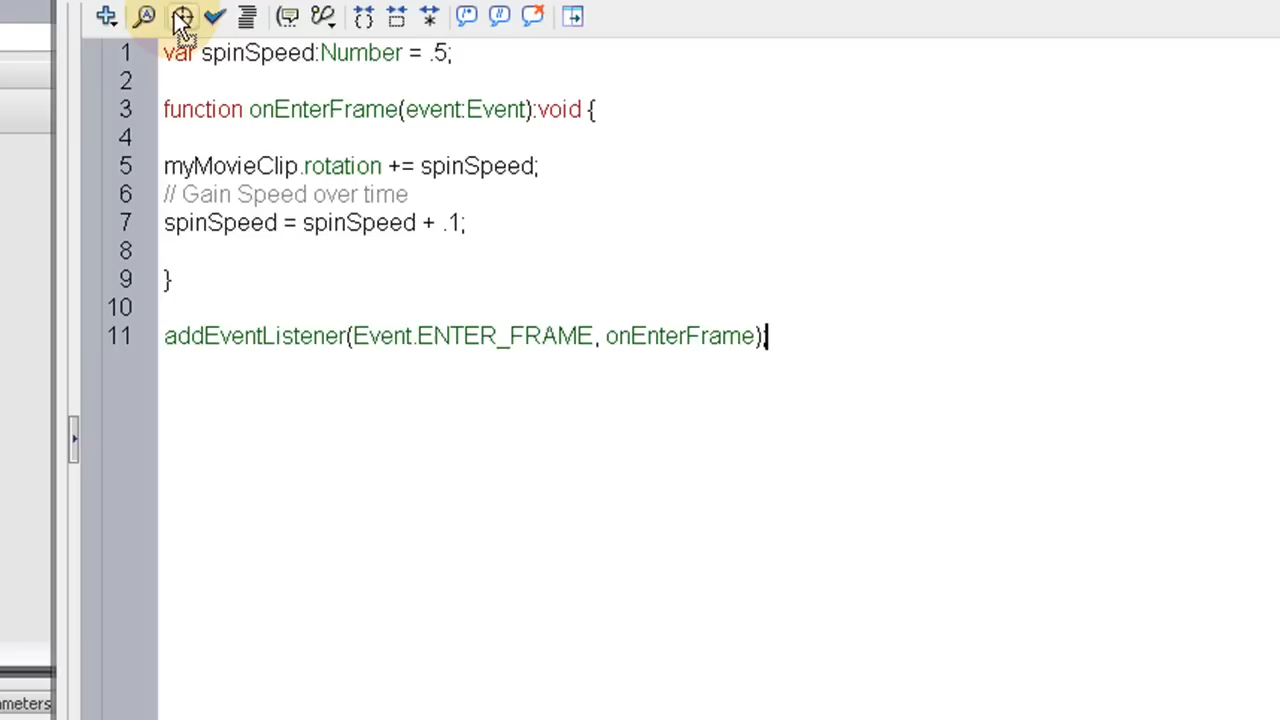 1 var spinSpeed:Number = .5;
2
3 function onEnterFrame(event:Event):void {
4
5 myMovieClip.rotation += spinSpeed;
6 // Gain Speed over time
7 spinSpeed = spinSpeed + .1;
8
9 }
10
11 addEventListener(Event.ENTER_FRAME, onEnterFrame);
ameters